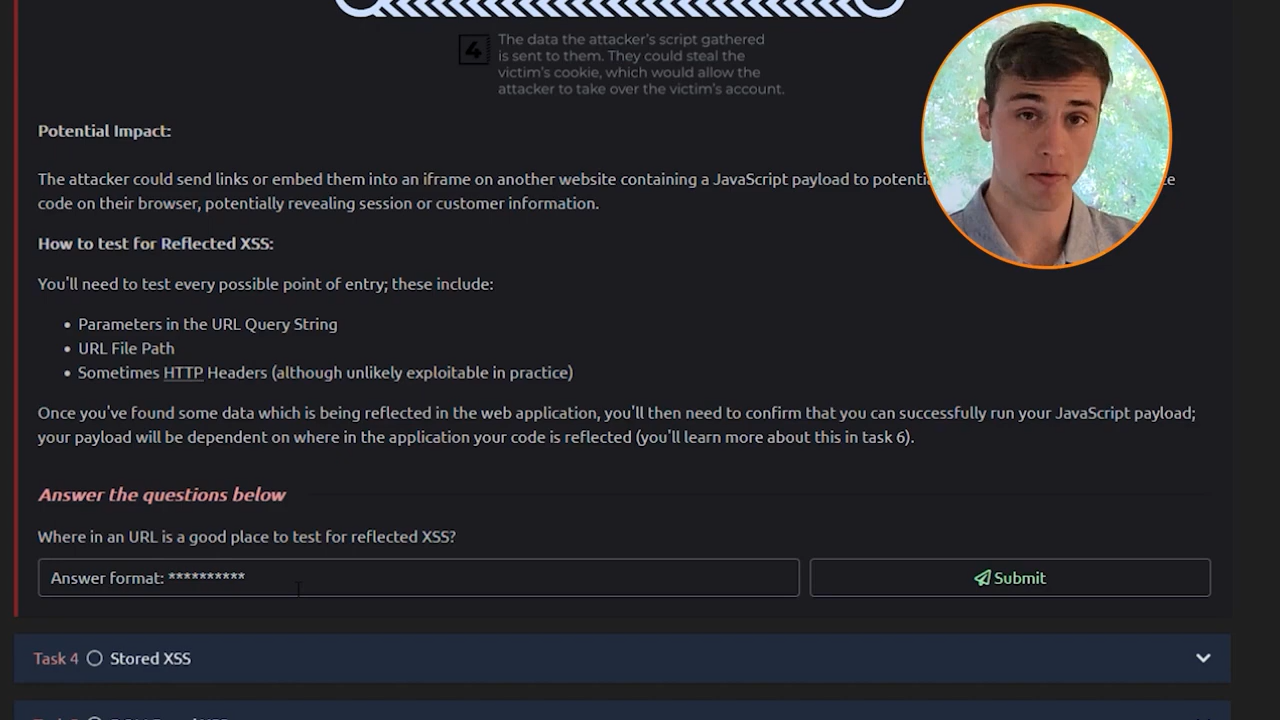 4
The data the attacker's script gathered
is sent to them. They could steal the
victim's cookie, which would allow the
attacker to take over the victim's account.
Potential Impact:
The attacker could send links or embed them into an iframe on another website containing a JavaScript payload to
code on their browser, potentially revealing session or customer information.
How to test for Reflected XSS:
You'll need to test every possible point of entry; these include:
• Parameters in the URL Query String
• URL File Path
• Sometimes HTTP Headers (although unlikely exploitable in practice)
Once you've found some data which is being reflected in the web application, you'll then need to confirm that you can successfully run your JavaScript payload;
your payload will be dependent on where in the application your code is reflected (you'll learn more about this in task 6).
Answer the questions below
Where in an URL is a good place to test for reflected XSS?
Answer format: **********
Submit
Task 4 Stored XSS